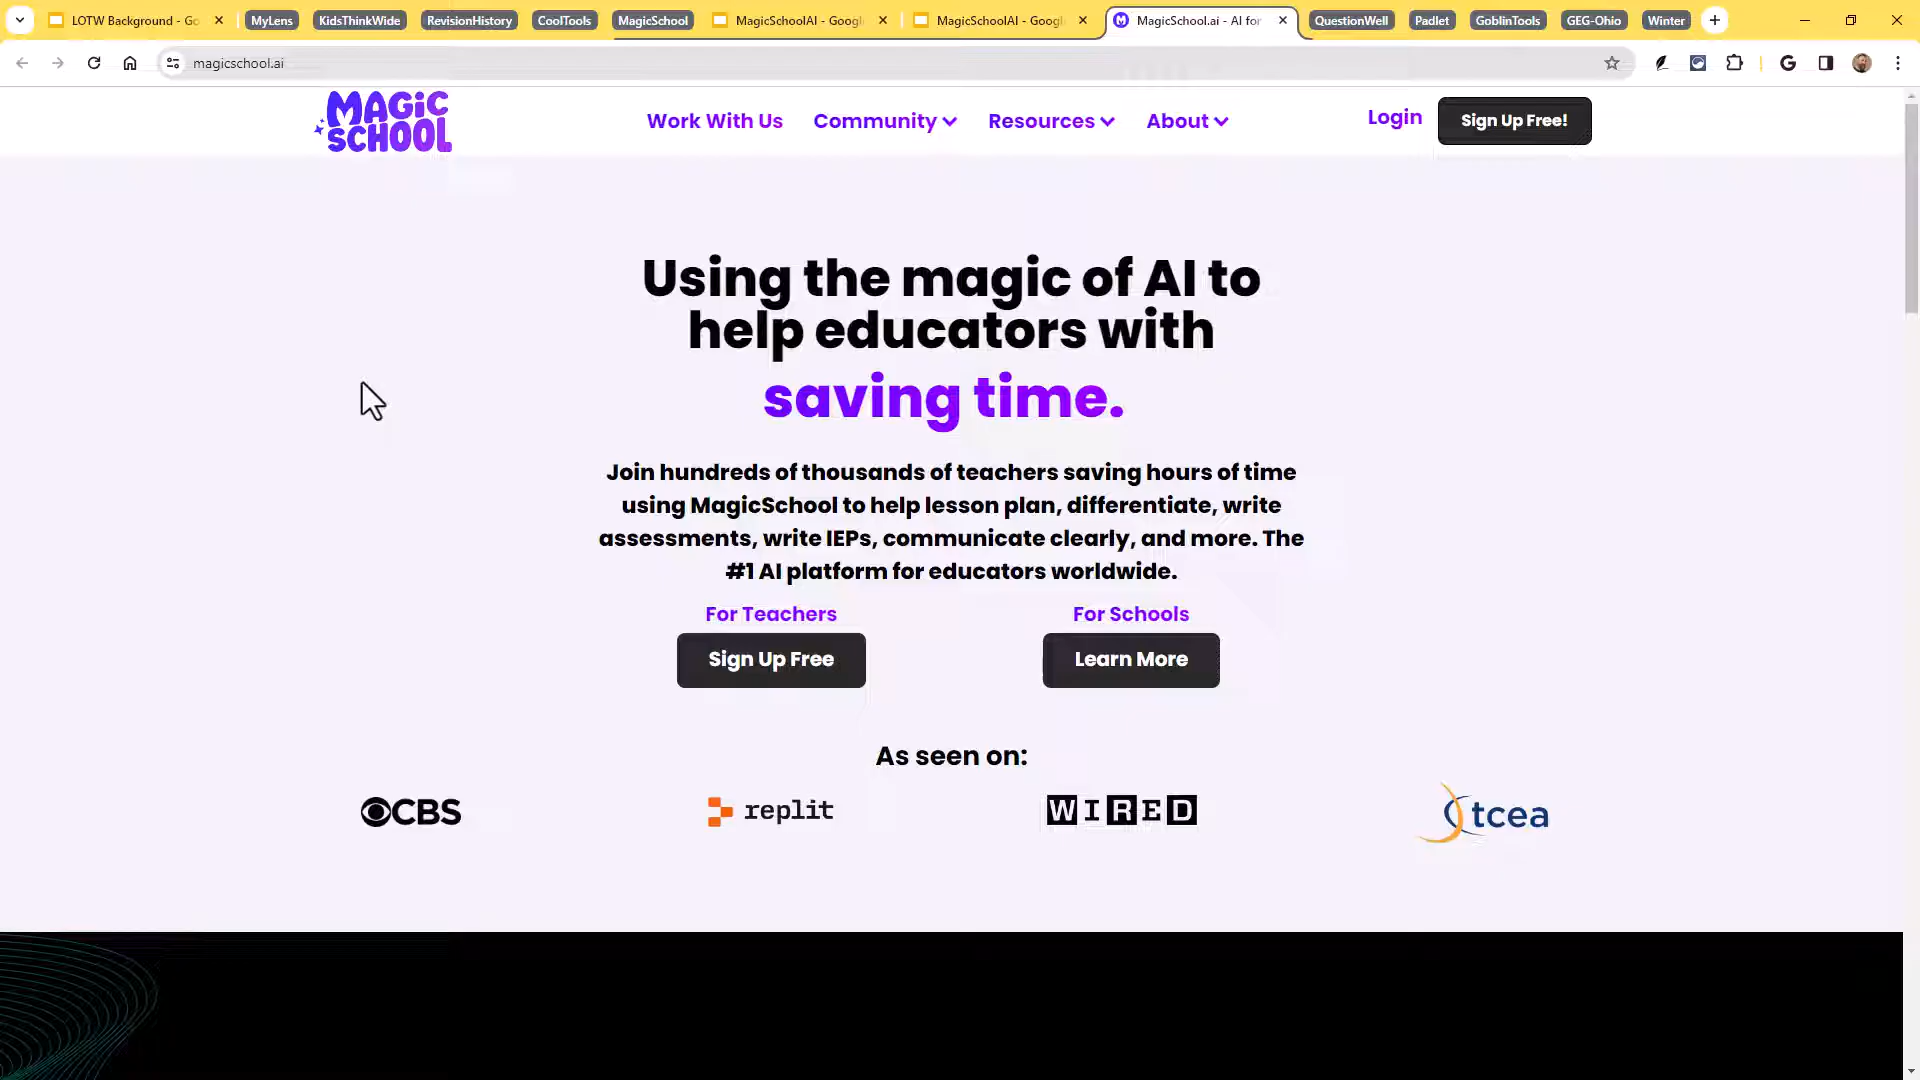 LOTW Background - Go
MyLens
KidsThinkWide
RevisionHistory
CoolTools
MagicSchool
MagicSchoolAI - Googl
MagicSchoolAI - Googl
MagicSchool.ai - AI for
QuestionWell
Padlet
GoblinTools
GEG-Ohio
Winter
magicschool.ai
MAGIC
SCHOOL
Work With Us
Community
Resources
About
Login
Sign Up Free!
Using the magic of AI to
help educators with
saving time.
Join hundreds of thousands of teachers saving hours of time
using MagicSchool to help lesson plan, differentiate, write
assessments, write IEPs, communicate clearly, and more. The
#1 AI platform for educators worldwide.
For Teachers
For Schools
Sign Up Free
Learn More
As seen on:
CBS
replit
WIRED
tcea